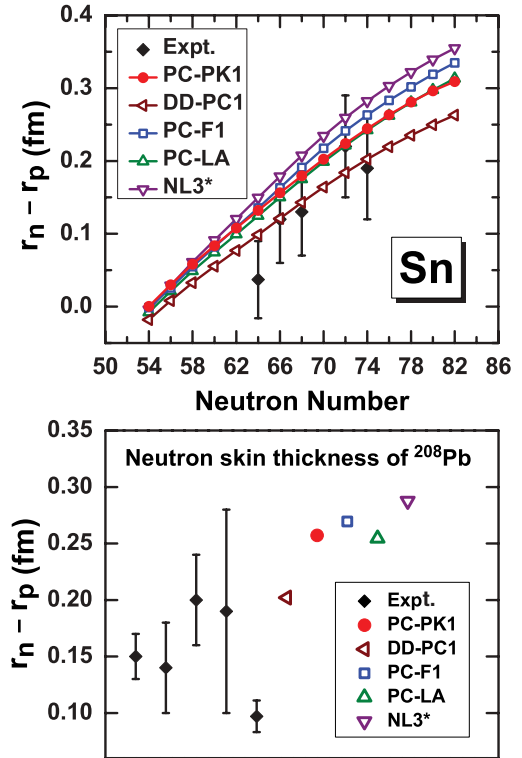 Expt.
PC-PK1
DD-PC1
PC-F1
PC-LA
NL3*
Sn
r_n – r_p (fm)
0.4
0.3
0.2
0.1
0.0
50 54 58 62 66 70 74 78 82 86
Neutron Number
Neutron skin thickness of ²⁰⁸Pb
r_n – r_p (fm)
0.35
0.30
0.25
0.20
0.15
0.10
Expt.
PC-PK1
DD-PC1
PC-F1
PC-LA
NL3*